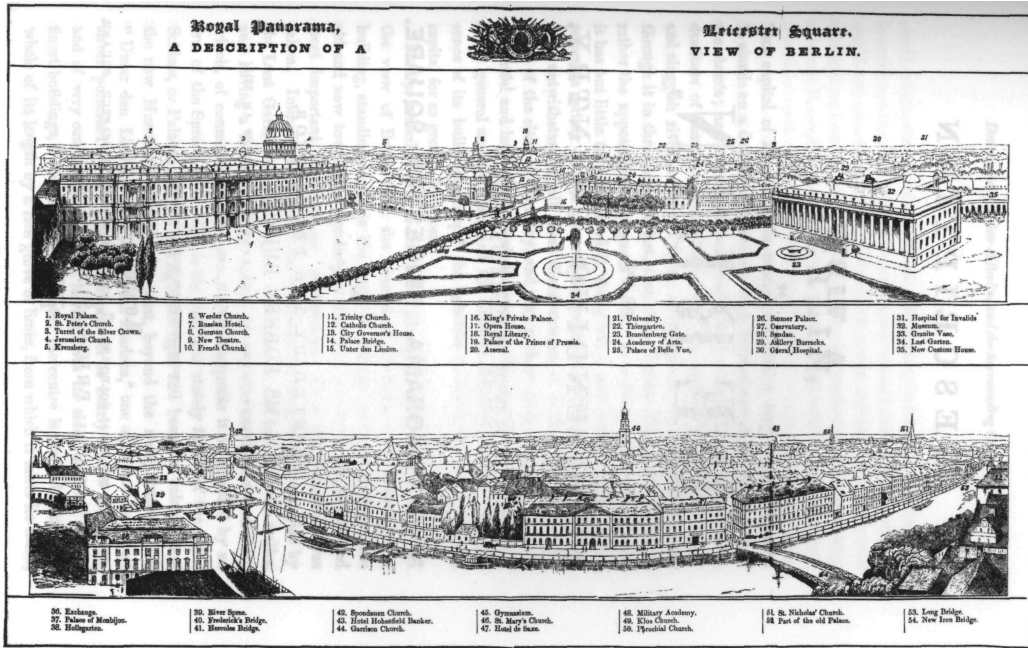 Royal Panorama, Leicester Square.
A DESCRIPTION OF A VIEW OF BERLIN.
1. Royal Palace.
2. St. Peter's Church.
3. Turret of the Silver Crown.
4. Jerusalem Church.
5. Kreuzberg.
6. Werder Church.
7. Russian Hotel.
8. German Church.
9. New Theatre.
10. French Church.
11. Trinity Church.
12. Catholic Church.
13. City Governor's House.
14. Palace Bridge.
15. Unter den Linden.
16. King's Private Palace.
17. Opera House.
18. Royal Library.
19. Palace of the Prince of Prussia.
20. Arsenal.
21. University.
22. Thiergarten.
23. Brandenburg Gate.
24. Academy of Arts.
25. Palace of Belle Vue.
26. Summer Palace.
27. Observatory.
28. Spandau.
29. Artillery Barracks.
30. General Hospital.
31. Hospital for Invalids
32. Museum.
33. Granite Vase.
34. Lust Garten.
35. New Custom House.
36. Exchange.
37. Palace of Monbijou.
38. Hollsgarten.
39. River Spree.
40. Frederick's Bridge.
41. Hercules Bridge.
42. Spondauen Church.
43. Hotel Hohenfield Banker.
44. Garrison Church.
45. Gymnasium.
46. St. Mary's Church.
47. Hotel de Saxe.
48. Military Academy.
49. Klos Church.
50. Parochial Church.
51. St. Nicholas' Church.
52. Part of the old Palace.
53. Long Bridge.
54. New Iron Bridge.